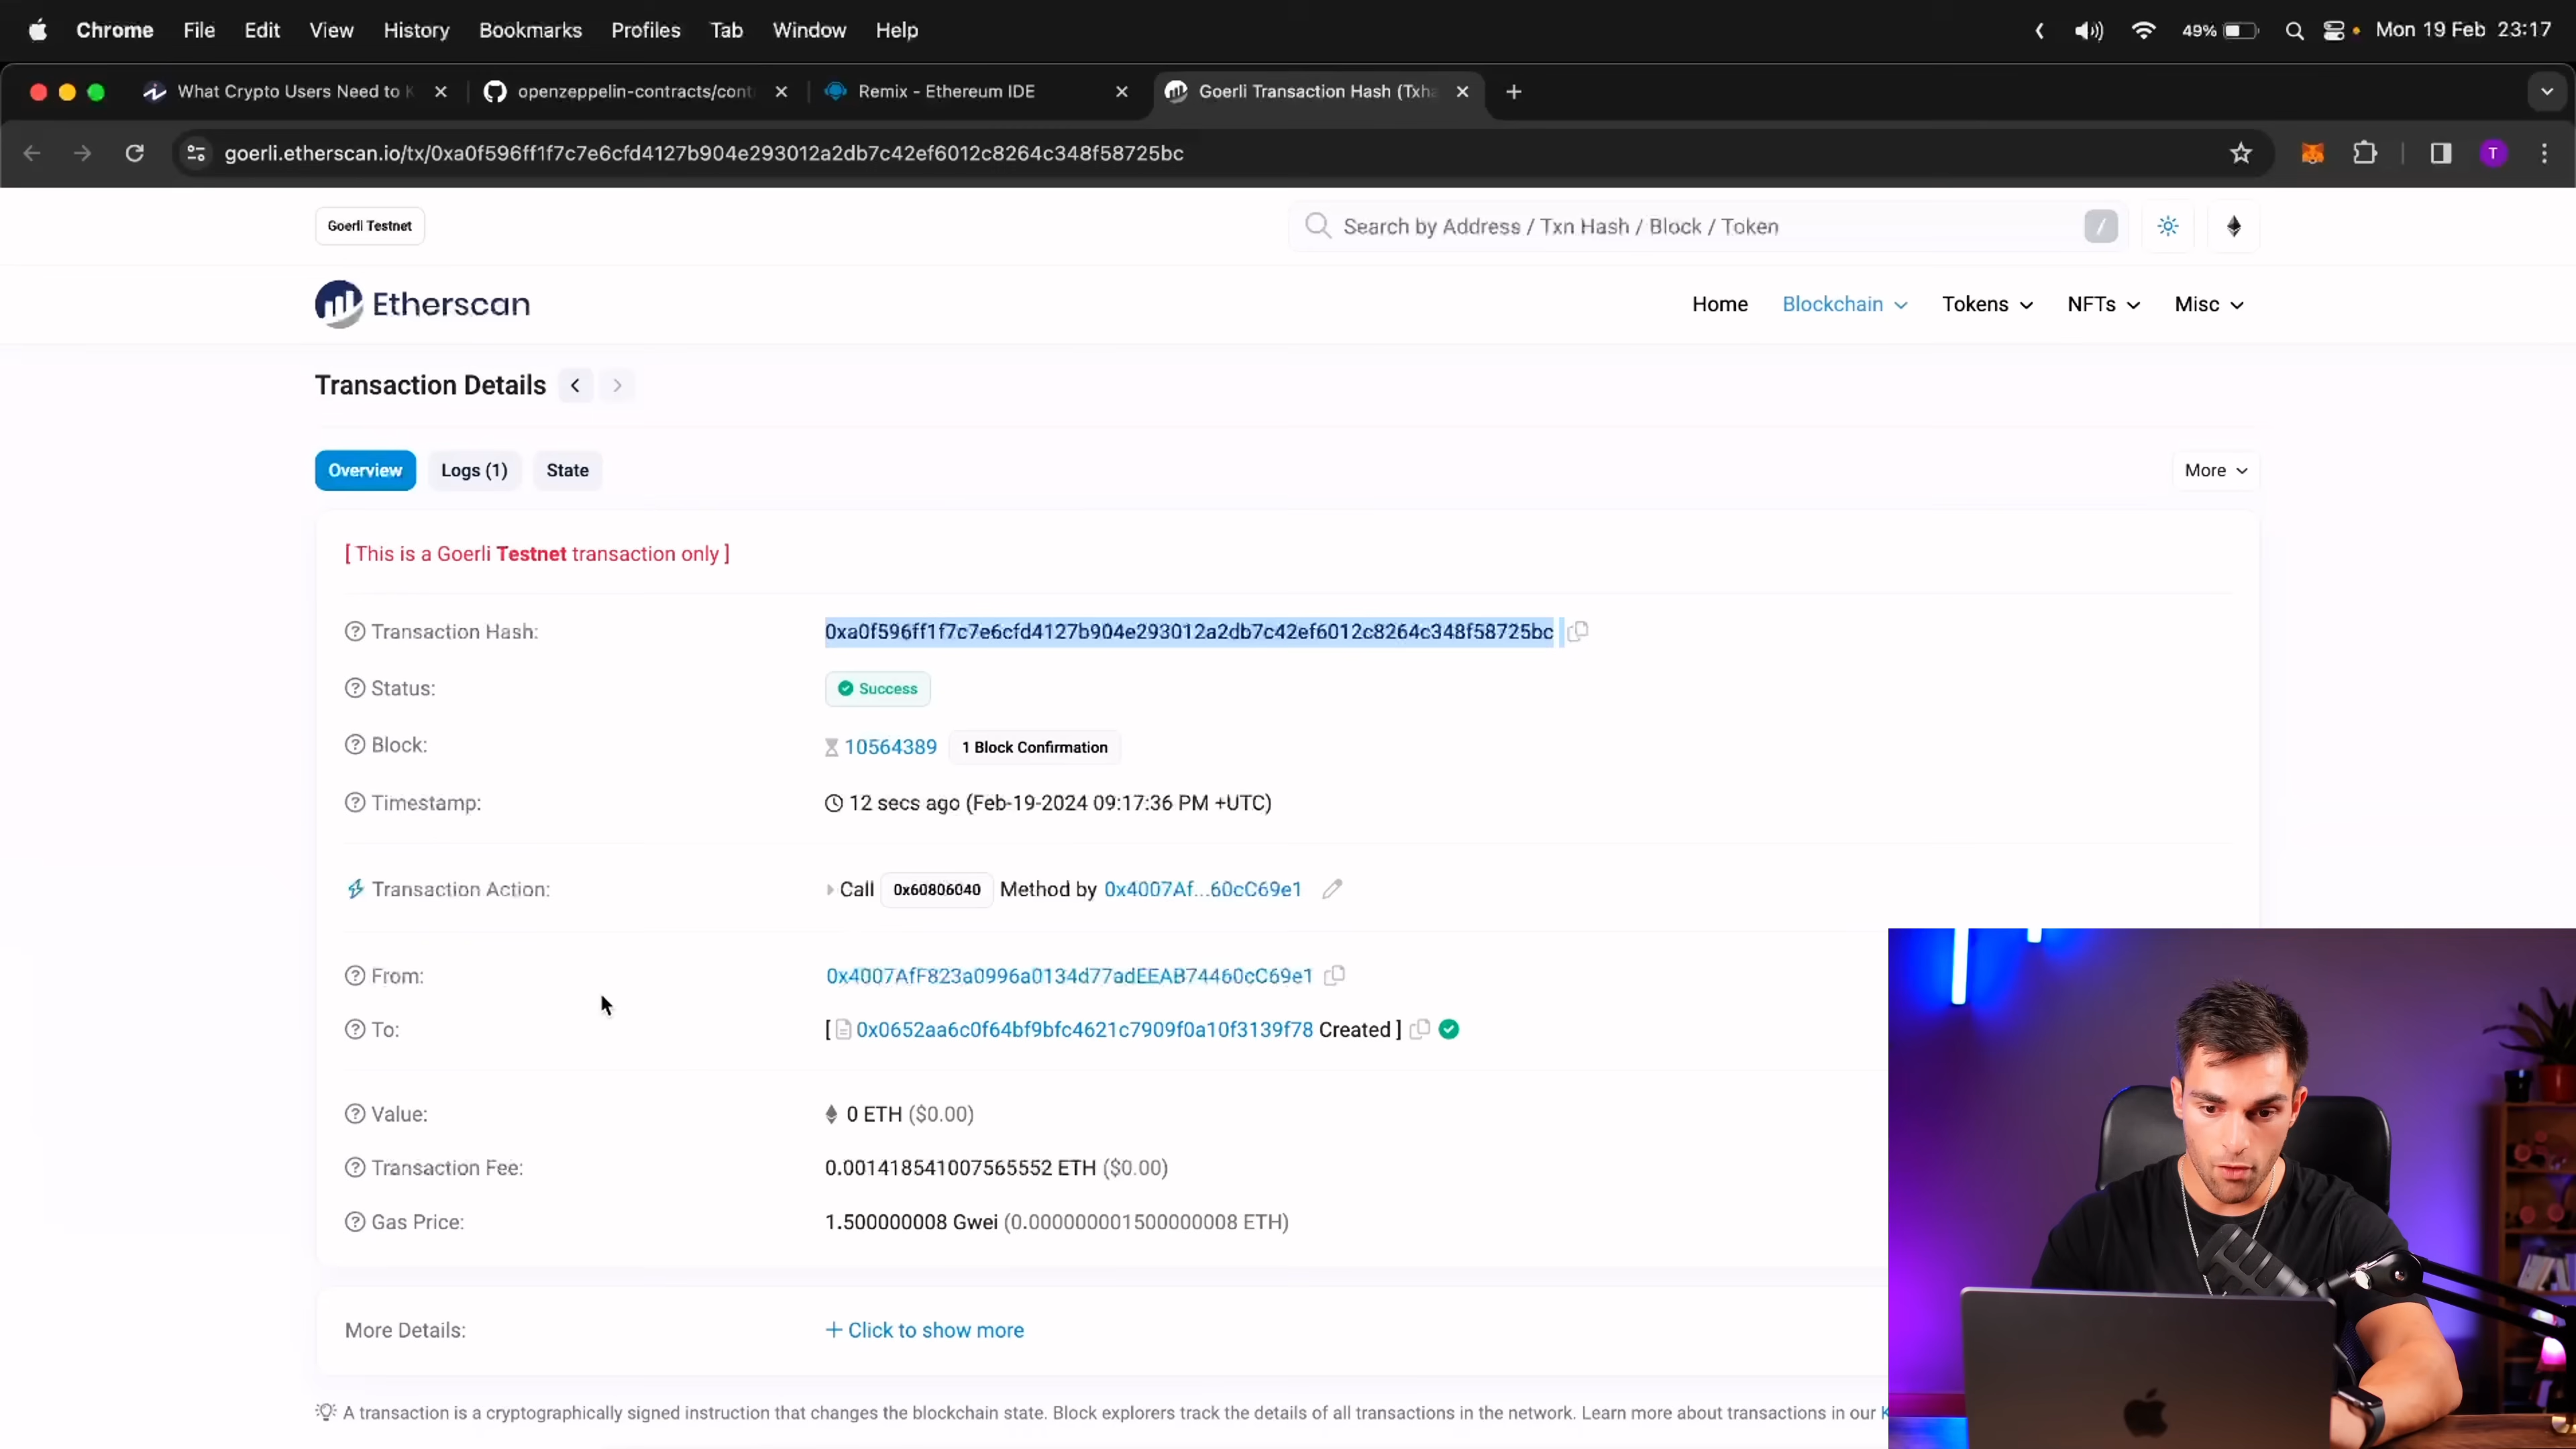 Chrome File Edit View History Bookmarks Profiles Tab Window Help 49% Mon 19 Feb 23:17
What Crypto Users Need to K openzeppelin-contracts/cont Remix - Ethereum IDE Goerli Transaction Hash (Txha
goerli.etherscan.io/tx/0xa0f596ff1f7c7e6cfd4127b904e293012a2db7c42ef6012c8264c348f58725bc T
Goerli Testnet Search by Address / Txn Hash / Block / Token /
Etherscan Home Blockchain Tokens NFTs Misc
Transaction Details
Overview Logs (1) State More
[ This is a Goerli Testnet transaction only ]
Transaction Hash: 0xa0f596ff1f7c7e6cfd4127b904e293012a2db7c42ef6012c8264c348f58725bc
Status: Success
Block: 10564389 1 Block Confirmation
Timestamp: 12 secs ago (Feb-19-2024 09:17:36 PM +UTC)
Transaction Action: Call 0x60806040 Method by 0x4007Af...60cC69e1
From: 0x4007AfF823a0996a0134d77adEEAB74460cC69e1
To: [ 0x0652aa6c0f64bf9bfc4621c7909f0a10f3139f78 Created ]
Value: 0 ETH ($0.00)
Transaction Fee: 0.001418541007565552 ETH ($0.00)
Gas Price: 1.500000008 Gwei (0.000000001500000008 ETH)
More Details: + Click to show more
A transaction is a cryptographically signed instruction that changes the blockchain state. Block explorers track the details of all transactions in the network. Learn more about transactions in our K